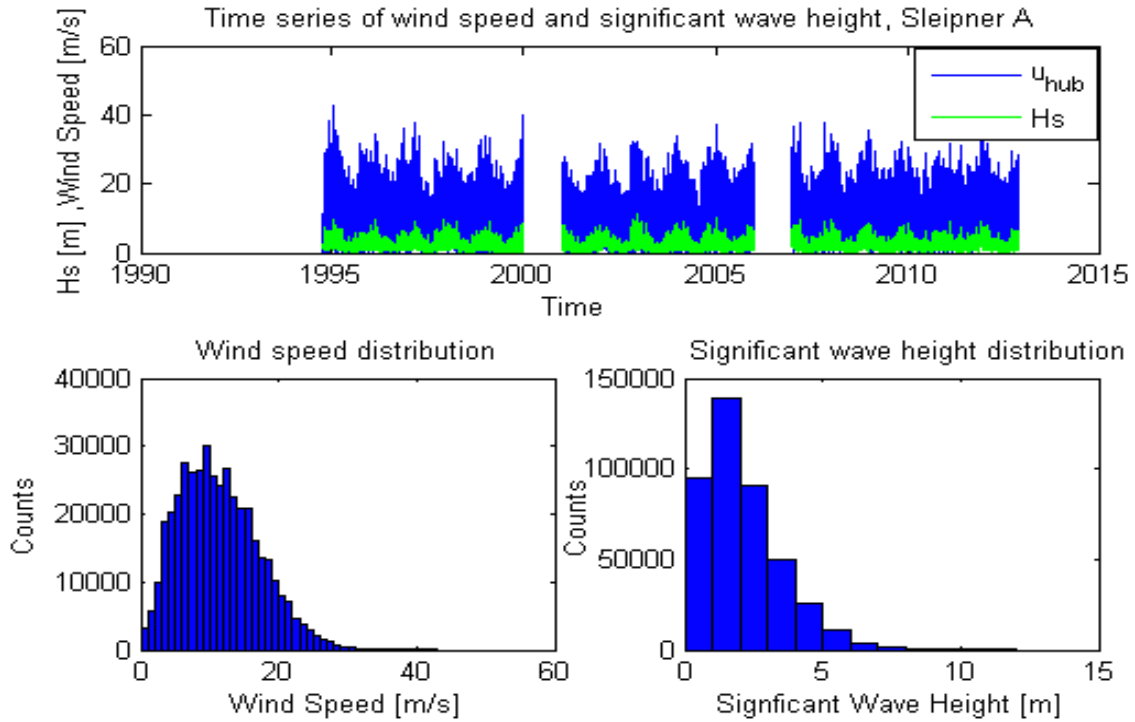 Time series of wind speed and significant wave height, Sleipner A
Hs [m] ,Wind Speed [m/s]
60
40
20
0
u_hub
Hs
1990 1995 2000 2005 2010 2015
Time
Wind speed distribution
Counts
40000
30000
20000
10000
0
0 20 40 60
Wind Speed [m/s]
Significant wave height distribution
Counts
150000
100000
50000
0
0 5 10 15
Signficant Wave Height [m]